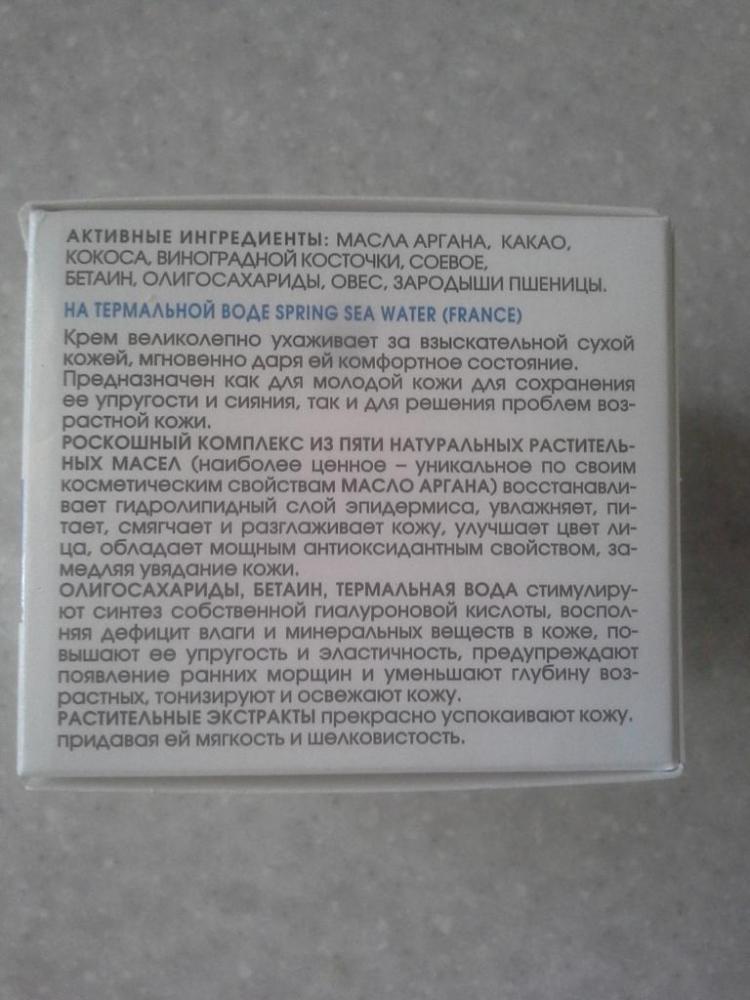 АКТИВНЫЕ ИНГРЕДИЕНТЫ: МАСЛА АРГАНА, КАКАО,
КОКОСА, ВИНОГРАДНОЙ КОСТОЧКИ, СОЕВОЕ,
БЕТАИН, ОЛИГОСАХАРИДЫ, ОВЕС, ЗАРОДЫШИ ПШЕНИЦЫ.
НА ТЕРМАЛЬНОЙ ВОДЕ SPRING SEA WATER (FRANCE)
Крем великолепно ухаживает за взыскательной сухой
кожей, мгновенно даря ей комфортное состояние.
Предназначен как для молодой кожи для сохранения
ее упругости и сияния, так и для решения проблем воз-
растной кожи.
РОСКОШНЫЙ КОМПЛЕКС ИЗ ПЯТИ НАТУРАЛЬНЫХ РАСТИТЕЛЬ-
НЫХ МАСЕЛ (наиболее ценное – уникальное по своим
косметическим свойствам МАСЛО АРГАНА) восстанавли-
вает гидролипидный слой эпидермиса, увлажняет, пи-
тает, смягчает и разглаживает кожу, улучшает цвет ли-
ца, обладает мощным антиоксидантным свойством, за-
медляя увядание кожи.
ОЛИГОСАХАРИДЫ, БЕТАИН, ТЕРМАЛЬНАЯ ВОДА стимулиру-
ют синтез собственной гиалуроновой кислоты, воспол-
няя дефицит влаги и минеральных веществ в коже, по-
вышают ее упругость и эластичность, предупреждают
появление ранних морщин и уменьшают глубину воз-
растных, тонизируют и освежают кожу.
РАСТИТЕЛЬНЫЕ ЭКСТРАКТЫ прекрасно успокаивают кожу,
придавая ей мягкость и шелковистость.